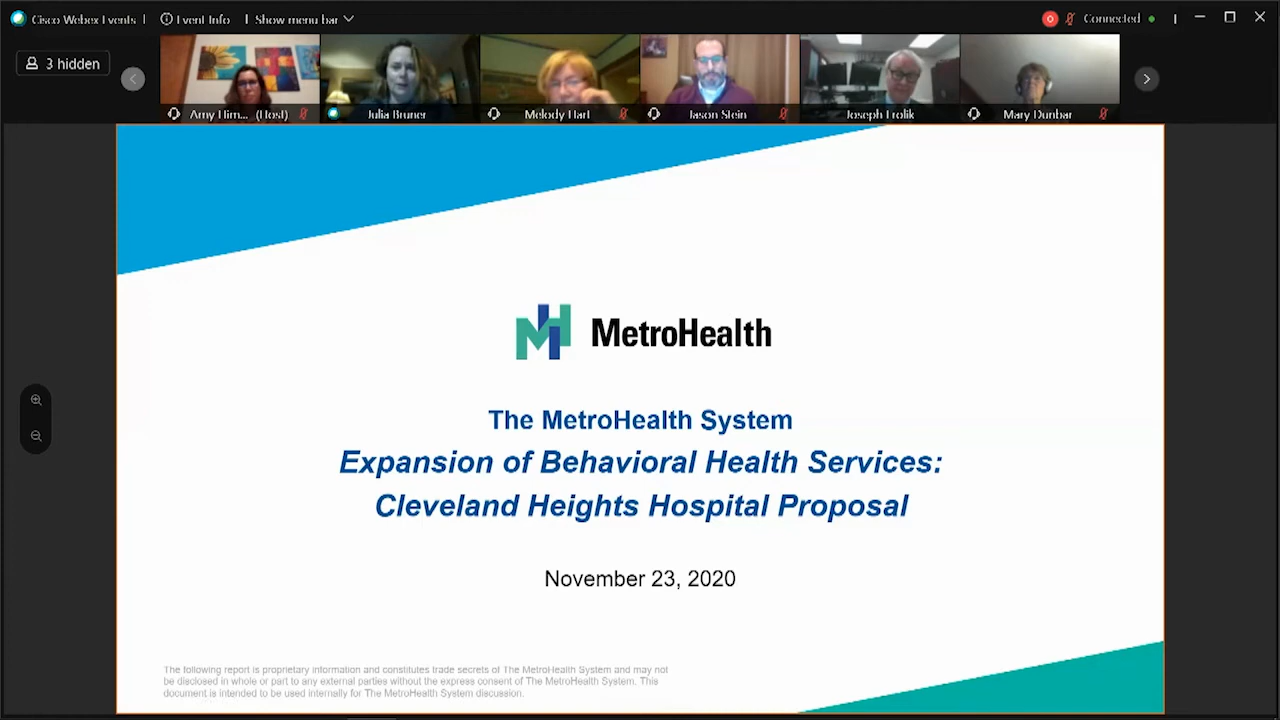 Cisco Webex Events
Event Info
Show menu bar
Connected
3 hidden
Amy Him... (Host)
Julia Bruner
Melody Hart
Jason Stein
Joseph Frolik
Mary Dunbar
MetroHealth
The MetroHealth System
Expansion of Behavioral Health Services:
Cleveland Heights Hospital Proposal
November 23, 2020
The following report is proprietary information and constitutes trade secrets of The MetroHealth System and may not
be disclosed in whole or part to any external parties without the express consent of The MetroHealth System. This
document is intended to be used internally for The MetroHealth System discussion.